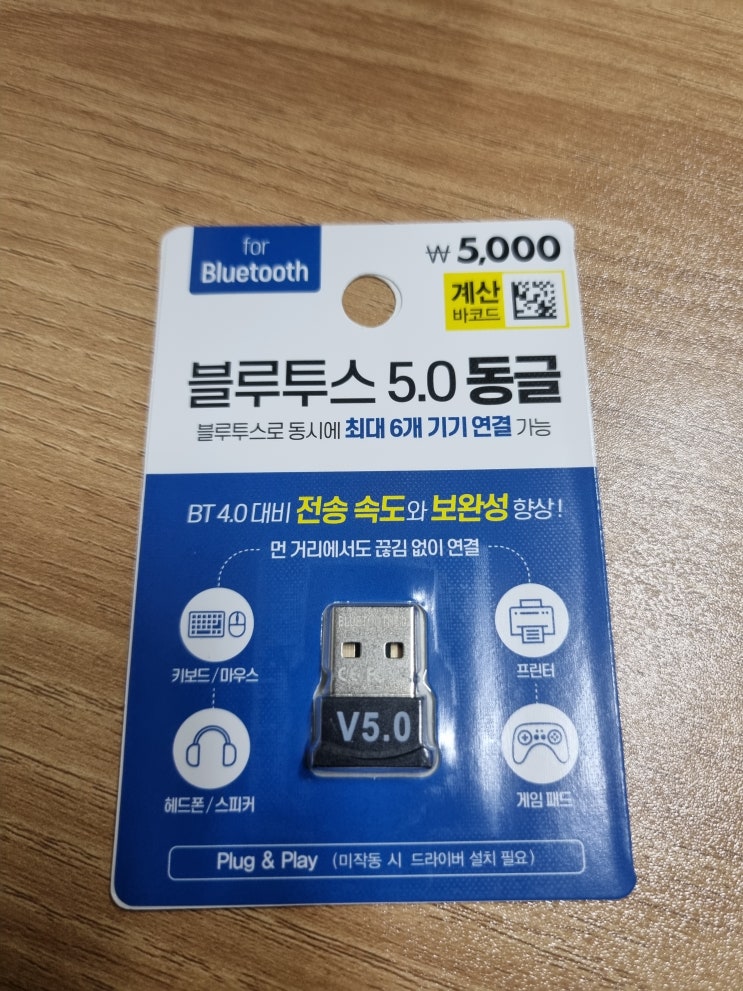 for
Bluetooth
₩ 5,000
계산
바코드
블루투스 5.0 동글
블루투스로 동시에 최대 6개 기기 연결 가능
BT 4.0 대비 전송 속도와 보완성 향상!
먼 거리에서도 끊김 없이 연결
키보드 / 마우스
프린터
BLUETOOTH
CE FC
V5.0
헤드폰 / 스피커
게임 패드
Plug & Play (미작동 시 드라이버 설치 필요)